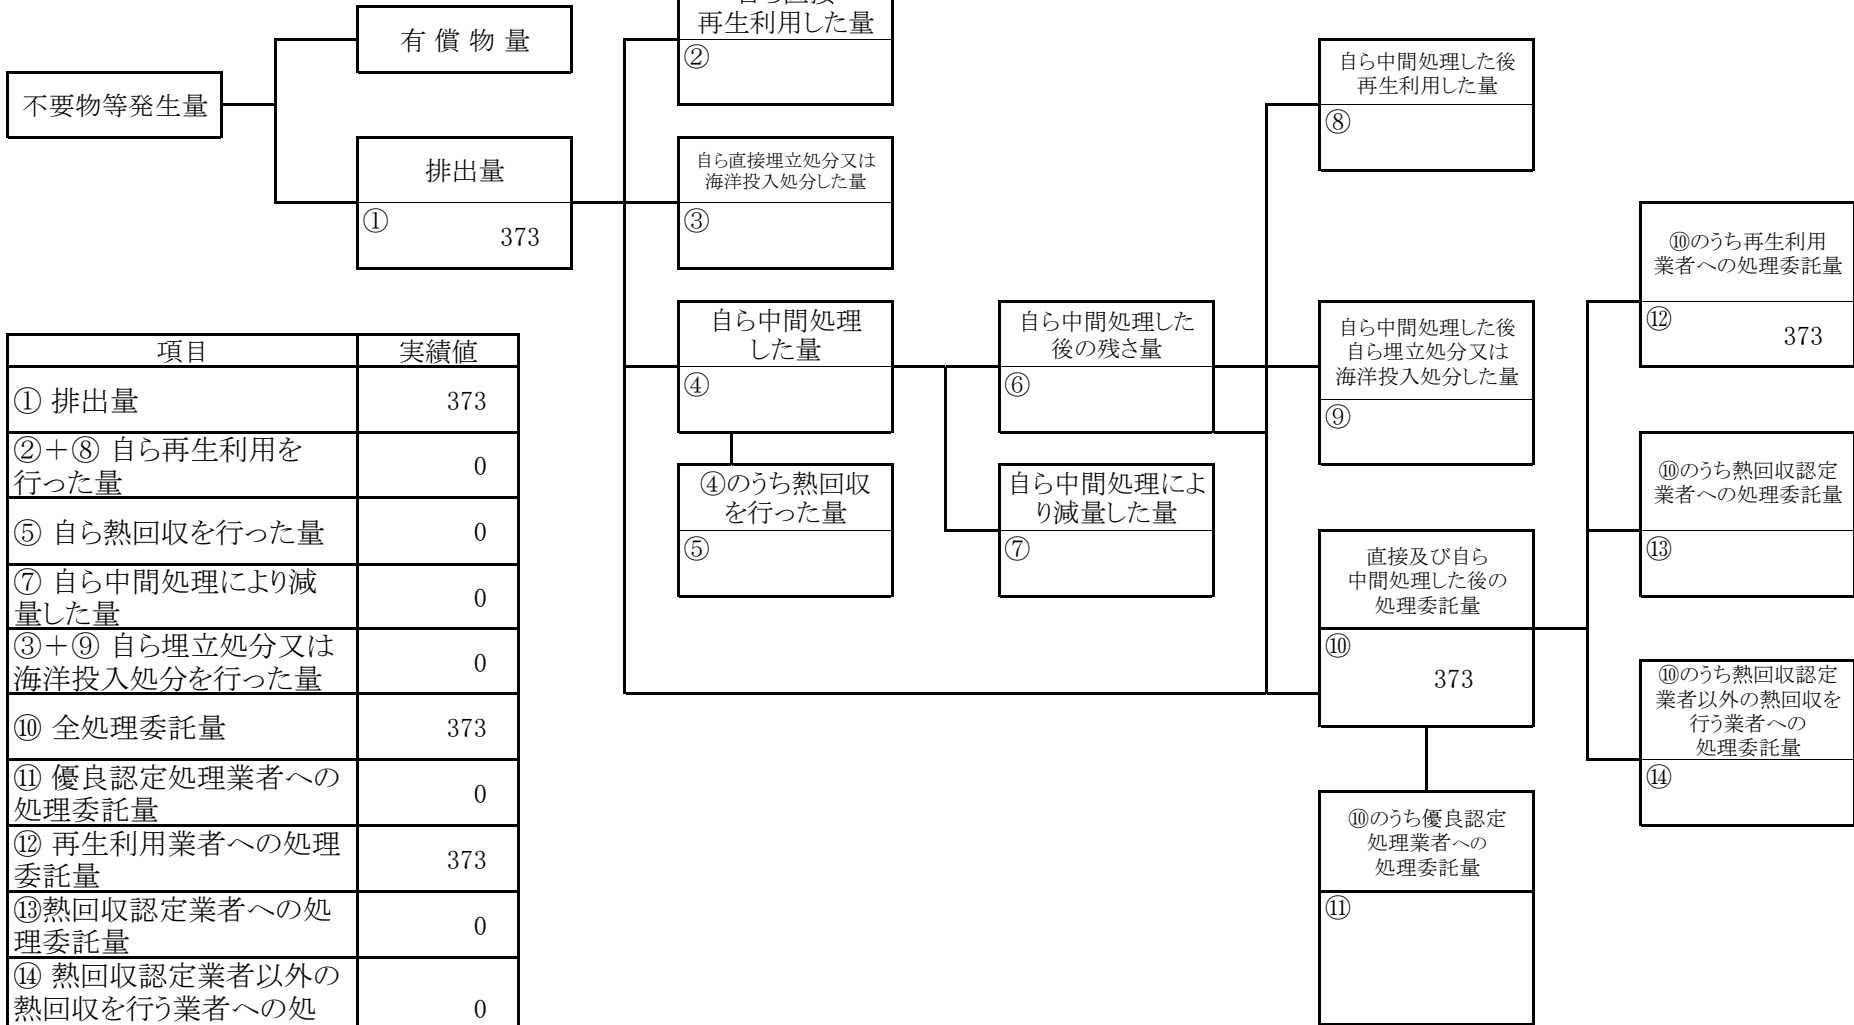 再生利用した量
②
有 償 物 量
不要物等発生量
排出量
①
373
自ら直接埋立処分又は
海洋投入処分した量
③
自ら中間処理した後
再生利用した量
⑧
⑩のうち再生利用
業者への処理委託量
⑫
373
自ら中間処理
した量
④
自ら中間処理した
後の残さ量
⑥
自ら中間処理した後
自ら埋立処分又は
海洋投入処分した量
⑨
④のうち熱回収
を行った量
⑤
自ら中間処理によ
り減量した量
⑦
⑩のうち熱回収認定
業者への処理委託量
⑬
直接及び自ら
中間処理した後の
処理委託量
⑩
373
⑩のうち熱回収認定
業者以外の熱回収を
行う業者への
処理委託量
⑭
⑩のうち優良認定
処理業者への
処理委託量
⑪
項目 実績値
① 排出量 373
②＋⑧ 自ら再生利用を
行った量 0
⑤ 自ら熱回収を行った量 0
⑦ 自ら中間処理により減
量した量 0
③＋⑨ 自ら埋立処分又は
海洋投入処分を行った量 0
⑩ 全処理委託量 373
⑪ 優良認定処理業者への
処理委託量 0
⑫ 再生利用業者への処理
委託量 373
⑬熱回収認定業者への処
理委託量 0
⑭ 熱回収認定業者以外の
熱回収を行う業者への処 0